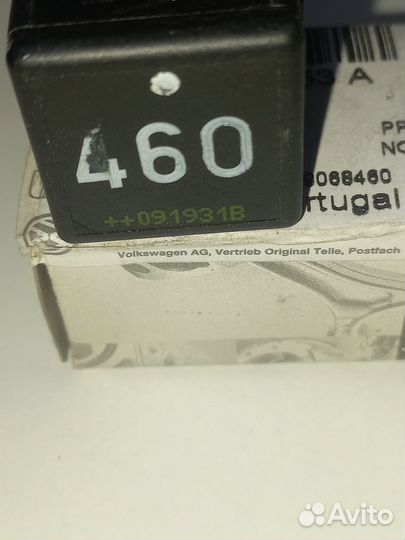 460
++091931B
3 A
PR
NO
9068460
rtugal
Volkswagen AG, Vertrieb Original Teile, Postfach
Avito